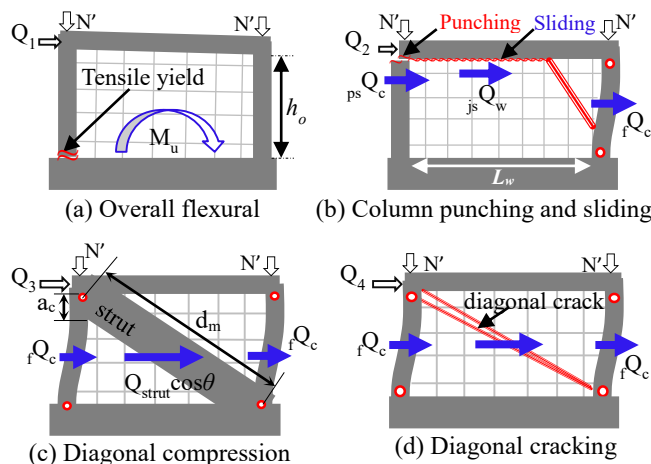 N′ N′
Q1
Tensile yield
Mu
ho
(a) Overall flexural
N′ Punching Sliding N′
Q2
psQc
jsQw
fQc
Lw
(b) Column punching and sliding
N′ N′
Q3
ac
strut
dm
fQc
fQc
Qstrutcosθ
(c) Diagonal compression
N′ N′
Q4
diagonal crack
fQc
fQc
(d) Diagonal cracking